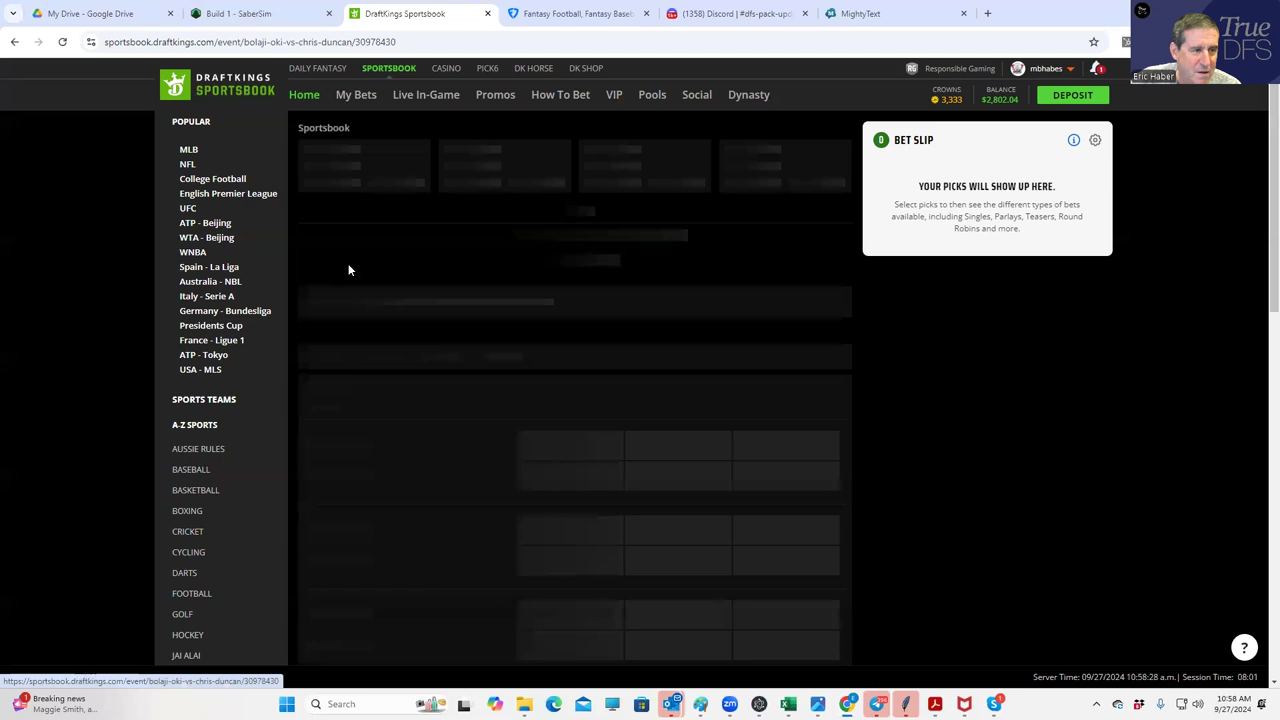 My Drive - Google Drive
Build 1 - SaberSim
DraftKings Sportsbook
Fantasy Football, Fantasy Baseb
(1358) Discord | #dfs-pack-upd
MightyText
sportsbook.draftkings.com/event/bolaji-oki-vs-chris-duncan/30978430
True
DFS
Eric Haber
DRAFTKINGS
SPORTSBOOK
DAILY FANTASY
SPORTSBOOK
CASINO
PICK6
DK HORSE
DK SHOP
RG
Responsible Gaming
mbhabes
1
Home
My Bets
Live In-Game
Promos
How To Bet
VIP
Pools
Social
Dynasty
CROWNS
3,333
BALANCE
$2,802.04
DEPOSIT
POPULAR
MLB
NFL
College Football
English Premier League
UFC
ATP - Beijing
WTA - Beijing
WNBA
Spain - La Liga
Australia - NBL
Italy - Serie A
Germany - Bundesliga
Presidents Cup
France - Ligue 1
ATP - Tokyo
USA - MLS
SPORTS TEAMS
A-Z SPORTS
AUSSIE RULES
BASEBALL
BASKETBALL
BOXING
CRICKET
CYCLING
DARTS
FOOTBALL
GOLF
HOCKEY
JAI ALAI
Sportsbook
0
BET SLIP
YOUR PICKS WILL SHOW UP HERE.
Select picks to then see the different types of bets
available, including Singles, Parlays, Teasers, Round
Robins and more.
?
https://sportsbook.draftkings.com/event/bolaji-oki-vs-chris-duncan/30978430
Server Time: 09/27/2024 10:58:28 a.m.| Session Time: 08:01
1
Breaking news
Maggie Smith, a...
Search
10:58 AM
9/27/2024